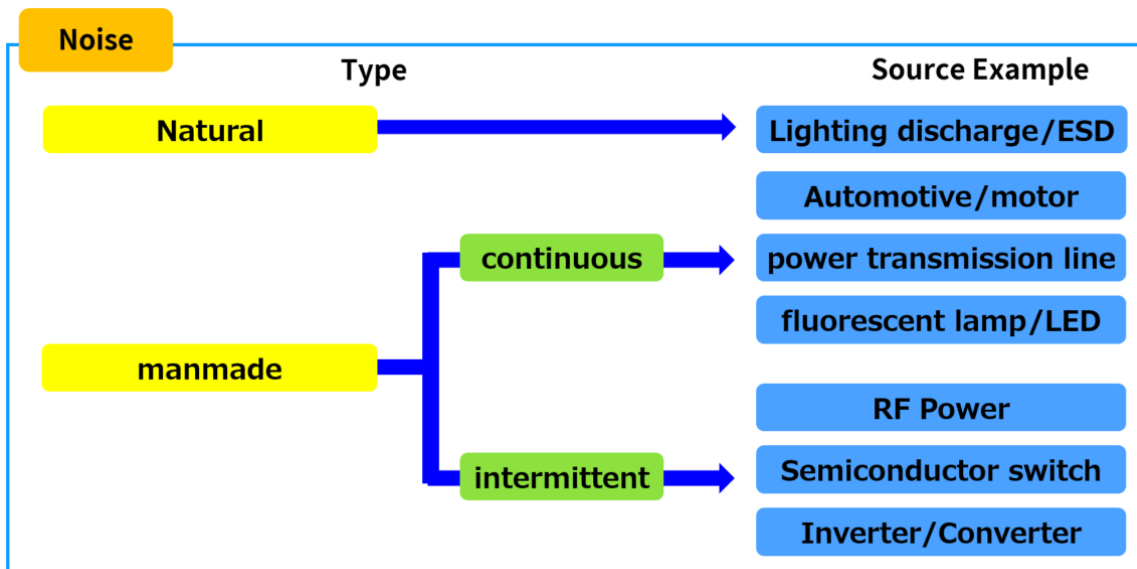 Noise
Type
Source Example
Natural
Lighting discharge/ESD
Automotive/motor
continuous
power transmission line
fluorescent lamp/LED
manmade
RF Power
intermittent
Semiconductor switch
Inverter/Converter